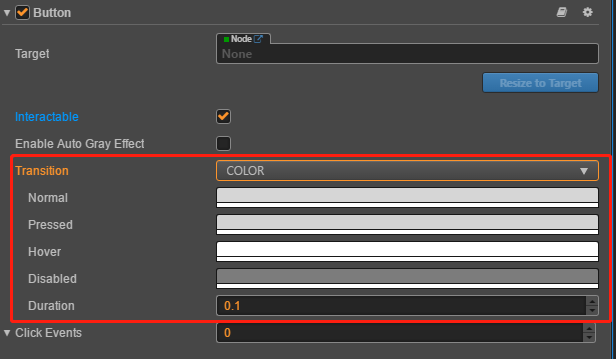 Button
Node
Target None
Resize to Target
Interactable
Enable Auto Gray Effect
Transition COLOR
Normal
Pressed
Hover
Disabled
Duration 0.1
Click Events 0